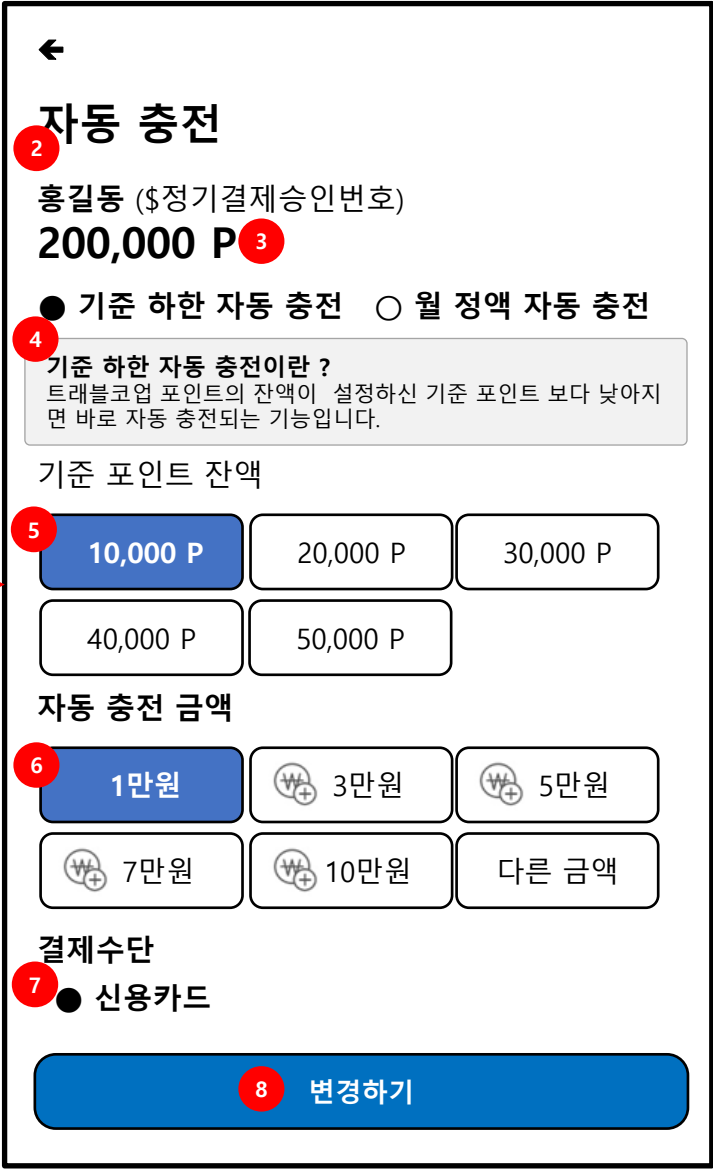 자동 충전
2
홍길동 ($정기결제승인번호)
200,000 P 3
● 기준 하한 자동 충전 ○ 월 정액 자동 충전
4
기준 하한 자동 충전이란 ?
트래블코업 포인트의 잔액이 설정하신 기준 포인트 보다 낮아지
면 바로 자동 충전되는 기능입니다.
기준 포인트 잔액
5
10,000 P 20,000 P 30,000 P
40,000 P 50,000 P
자동 충전 금액
6
1만원 3만원 5만원
7만원 10만원 다른 금액
결제수단
7
● 신용카드
8 변경하기